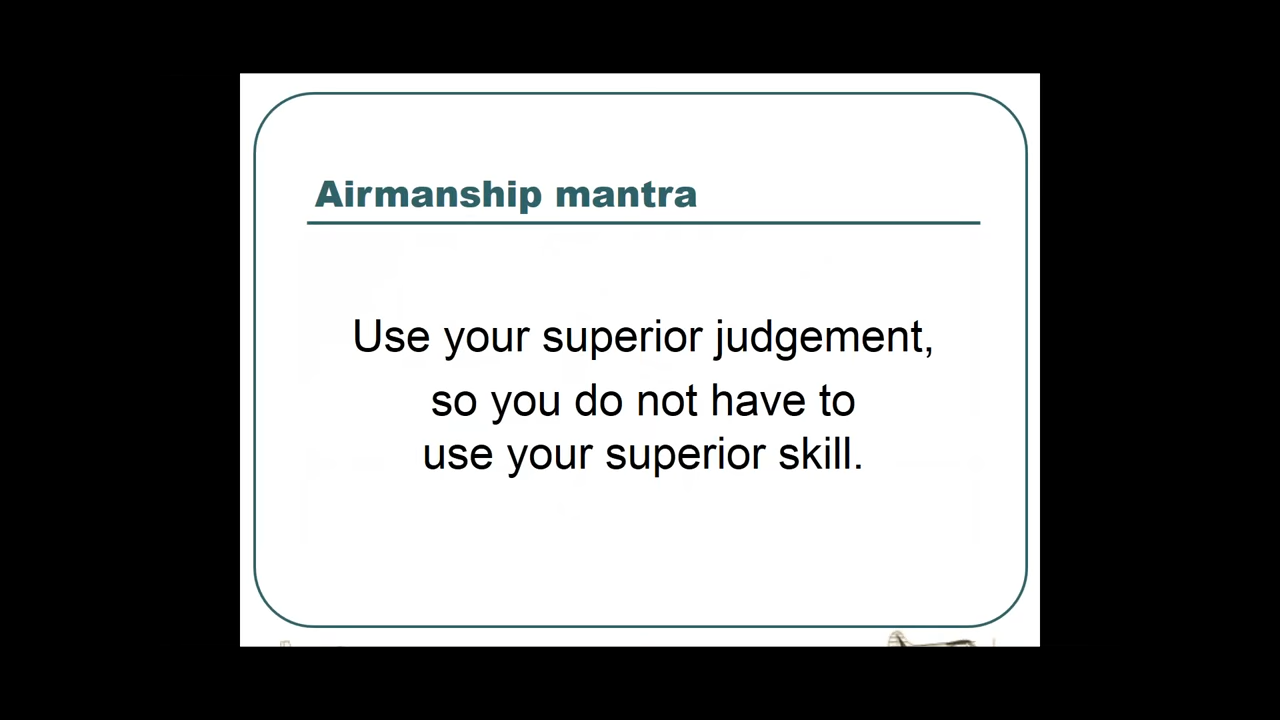 Airmanship mantra
Use your superior judgement,
so you do not have to
use your superior skill.